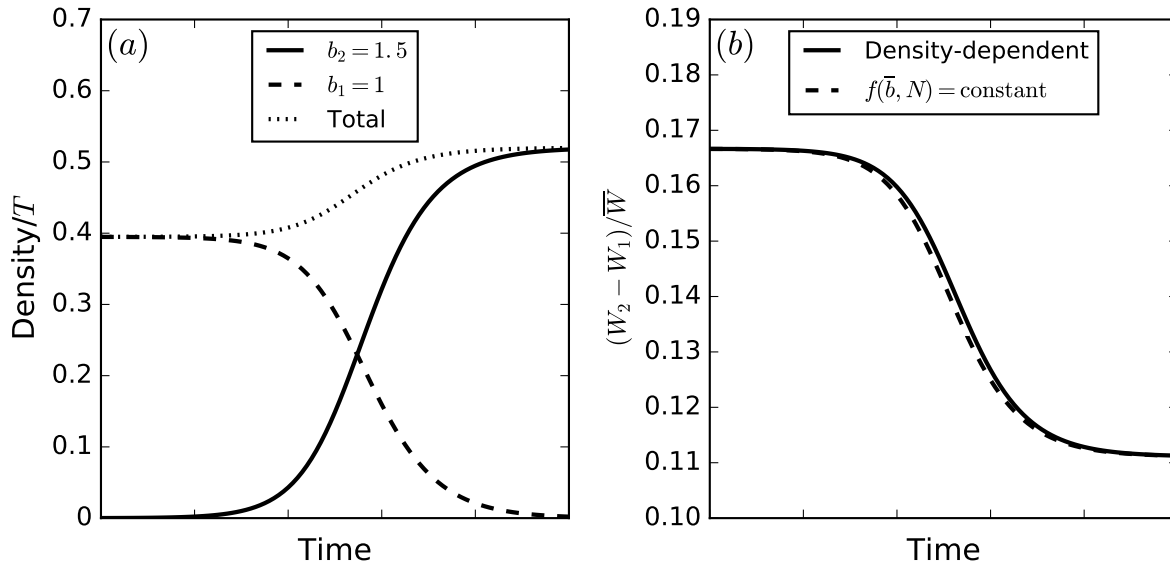 (a)
b₂ = 1.5
b₁ = 1
Total
0.7
0.6
0.5
0.4
0.3
0.2
0.1
0
Density/T
Time
(b)
Density-dependent
f(b̅, N) = constant
0.19
0.18
0.17
0.16
0.15
0.14
0.13
0.12
0.11
0.10
(W₂ − W₁)/W̅
Time